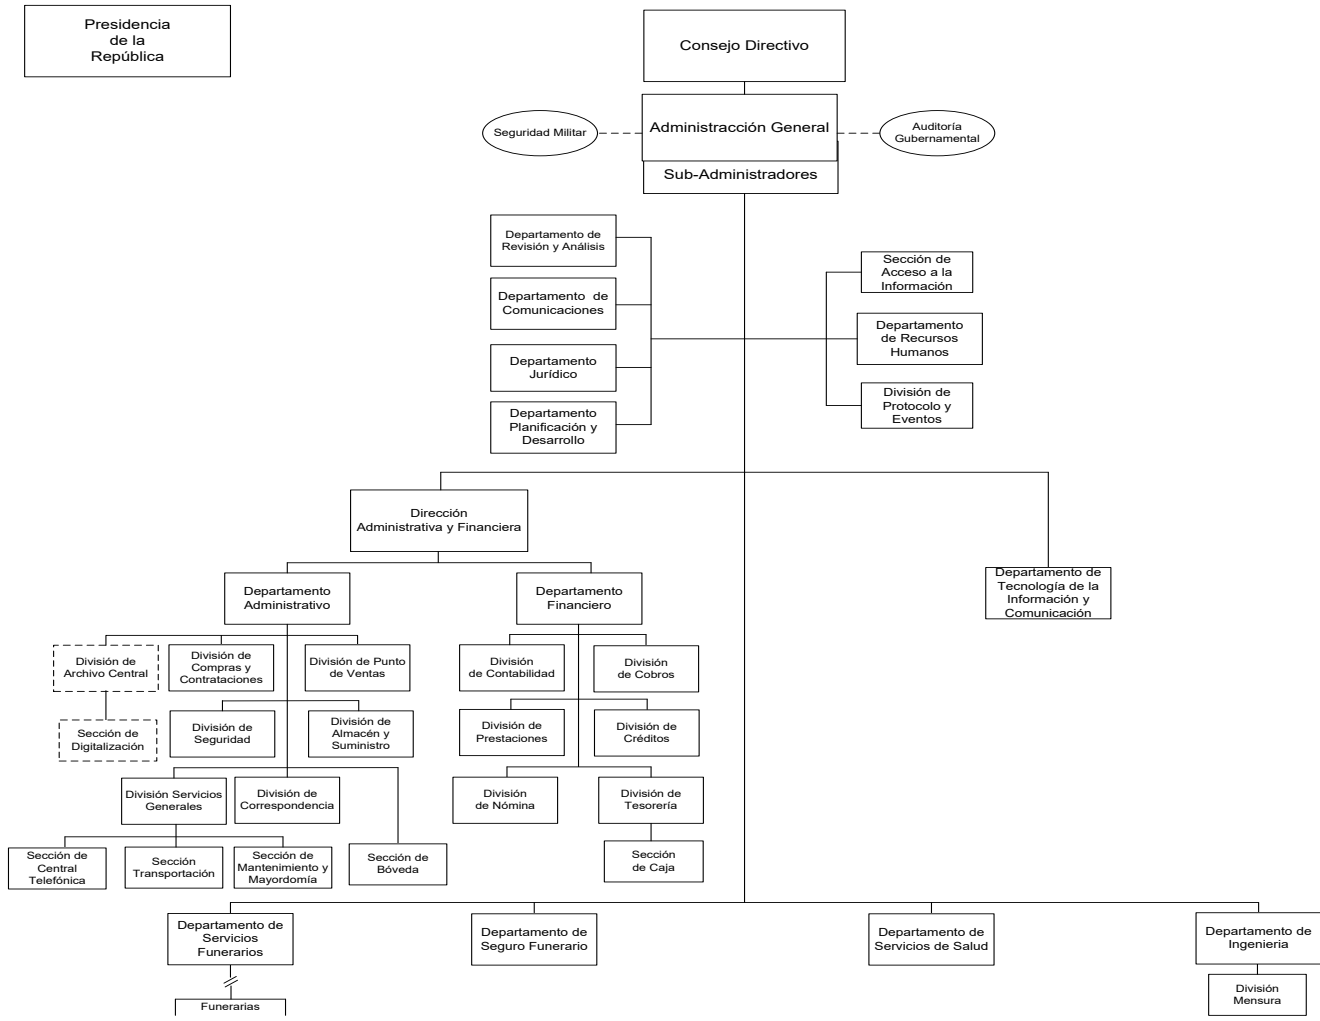 Presidencia
de la
República
Consejo Directivo
Administracción General
Seguridad Militar
Auditoría
Gubernamental
Sub-Administradores
Departamento de
Revisión y Análisis
Departamento de
Comunicaciones
Departamento
Jurídico
Departamento
Planificación y
Desarrollo
Sección de
Acceso a la
Información
Departamento
de Recursos
Humanos
División de
Protocolo y
Eventos
Dirección
Administrativa y Financiera
Departamento de
Tecnología de la
Información y
Comunicación
Departamento
Administrativo
Departamento
Financiero
División de
Archivo Central
División de
Compras y
Contrataciones
División de Punto
de Ventas
División
de Contabilidad
División
de Cobros
Sección de
Digitalización
División de
Seguridad
División de
Almacén y
Suministro
División de
Prestaciones
División de
Créditos
División Servicios
Generales
División de
Correspondencia
División
de Nómina
División de
Tesorería
Sección de
Central
Telefónica
Sección
Transportación
Sección de
Mantenimiento y
Mayordomía
Sección de
Bóveda
Sección
de Caja
Departamento de
Servicios
Funerarios
Departamento de
Seguro Funerario
Departamento de
Servicios de Salud
Departamento de
Ingenieria
Funerarias
División
Mensura